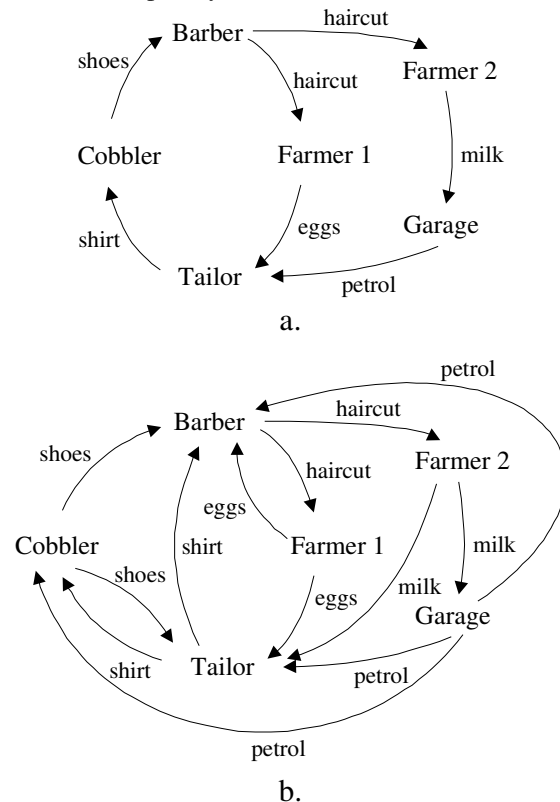 Barber
haircut
Farmer 2
shoes
haircut
Cobbler
Farmer 1
milk
Garage
shirt
eggs
Tailor
petrol
a.
petrol
Barber
haircut
shoes
Farmer 2
haircut
eggs
Cobbler
shirt
Farmer 1
milk
shoes
eggs
milk
Garage
shirt
Tailor
petrol
petrol
b.